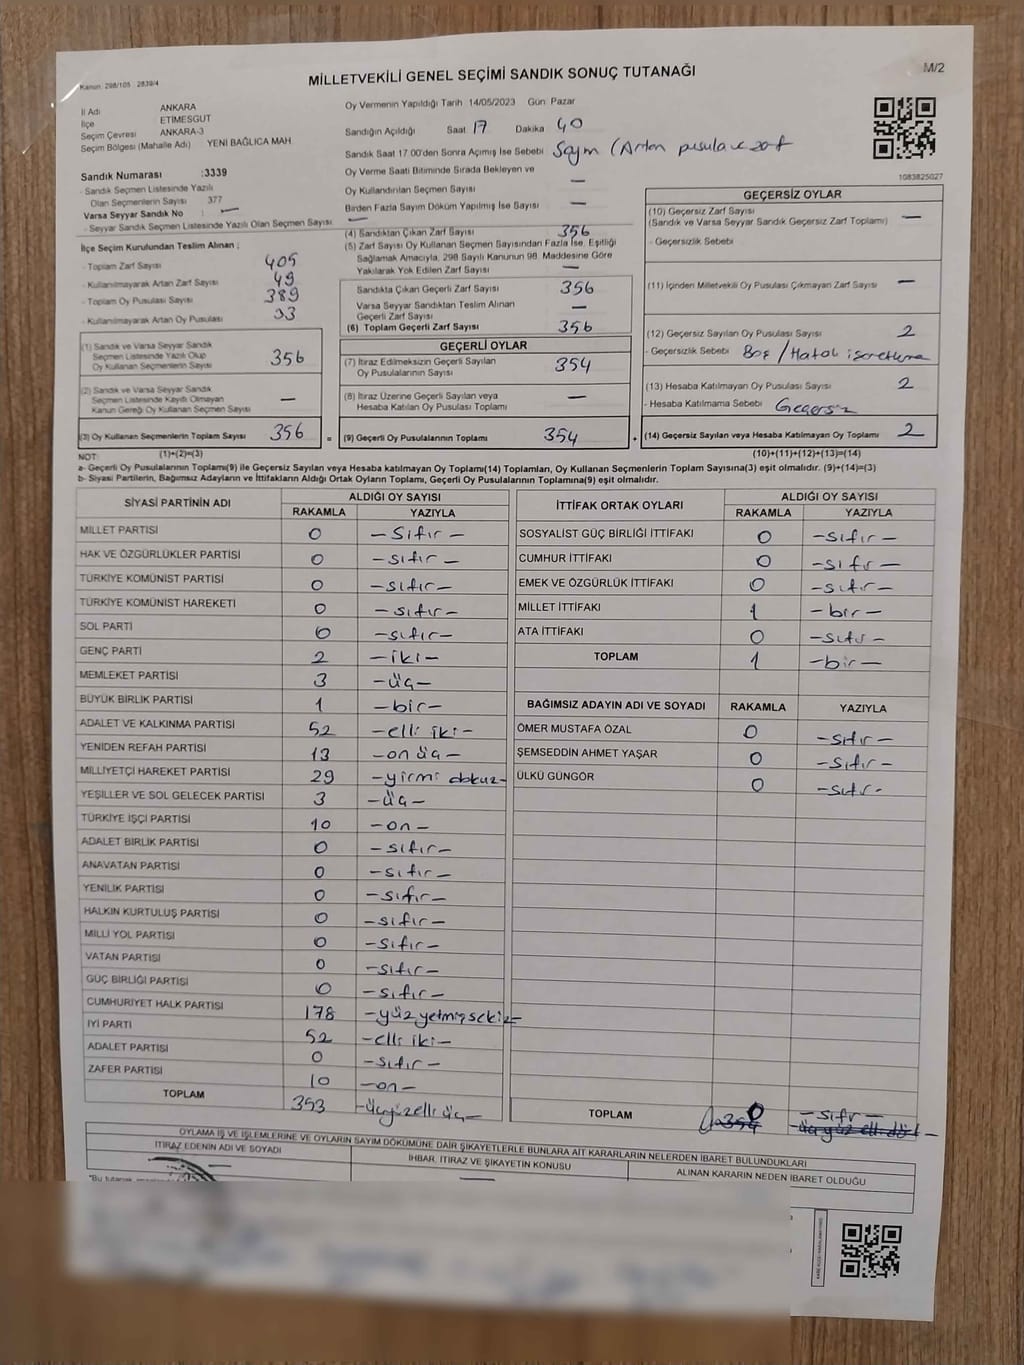 Kanun: 298/105 : 2839/4
MİLLETVEKİLİ GENEL SEÇİMİ SANDIK SONUÇ TUTANAĞI
M/2
İl Adı ANKARA
İlçe ETİMESGUT
Seçim Çevresi ANKARA-3
Seçim Bölgesi (Mahalle Adı) YENİ BAĞLICA MAH
Sandık Numarası :3339
- Sandık Seçmen Listesinde Yazılı
Olan Seçmenlerin Sayısı 377
Varsa Seyyar Sandık No : —
- Seyyar Sandık Seçmen Listesinde Yazılı Olan Seçmen Sayısı —
İlçe Seçim Kurulundan Teslim Alınan ;
- Toplam Zarf Sayısı 405
- Kullanılmayarak Artan Zarf Sayısı 49
- Toplam Oy Pusulası Sayısı 389
- Kullanılmayarak Artan Oy Pusulası 33
(1) Sandık ve Varsa Seyyar Sandık
Seçmen Listesinde Yazılı Olup
Oy Kullanan Seçmenlerin Sayısı 356
(2) Sandık ve Varsa Seyyar Sandık
Seçmen Listesinde Kayıtlı Olmayan
Kanun Gereği Oy Kullanan Seçmen Sayısı —
(3) Oy Kullanan Seçmenlerin Toplam Sayısı 356 =
Oy Vermenin Yapıldığı Tarih 14/05/2023 Gün: Pazar
Sandığın Açıldığı Saat 17 Dakika 40
Sandık Saat 17:00'den Sonra Açımış İse Sebebi Sayım (Artan pusula ve zarf
Oy Verme Saati Bitiminde Sırada Bekleyen ve
Oy Kullandırılan Seçmen Sayısı —
Birden Fazla Sayım Döküm Yapılmış İse Sayısı —
(4) Sandıktan Çıkan Zarf Sayısı 356
(5) Zarf Sayısı Oy Kullanan Seçmen Sayısından Fazla İse, Eşitliği
Sağlamak Amacıyla, 298 Sayılı Kanunun 98. Maddesine Göre
Yakılarak Yok Edilen Zarf Sayısı —
Sandıkta Çıkan Geçerli Zarf Sayısı 356
Varsa Seyyar Sandıktan Teslim Alınan
Geçerli Zarf Sayısı —
(6) Toplam Geçerli Zarf Sayısı 356
GEÇERLİ OYLAR
(7) İtiraz Edilmeksizin Geçerli Sayılan
Oy Pusulalarının Sayısı 354
(8) İtiraz Üzerine Geçerli Sayılan veya
Hesaba Katılan Oy Pusulası Toplamı —
(9) Geçerli Oy Pusulalarının Toplamı 354 +
1083825027
GEÇERSİZ OYLAR
(10) Geçersiz Zarf Sayısı
(Sandık ve Varsa Seyyar Sandık Geçersiz Zarf Toplamı) —
- Geçersizlik Sebebi
(11) İçinden Milletvekili Oy Pusulası Çıkmayan Zarf Sayısı —
(12) Geçersiz Sayılan Oy Pusulası Sayısı 2
- Geçersizlik Sebebi Boş / Hatalı işaretleme
(13) Hesaba Katılmayan Oy Pusulası Sayısı 2
- Hesaba Katılmama Sebebi Geçersiz
(14) Geçersiz Sayılan veya Hesaba Katılmayan Oy Toplamı 2
NOT: (1)+(2)=(3) (10)+(11)+(12)+(13)=(14)
a- Geçerli Oy Pusulalarının Toplamı(9) ile Geçersiz Sayılan veya Hesaba katılmayan Oy Toplamı(14) Toplamları, Oy Kullanan Seçmenlerin Toplam Sayısına(3) eşit olmalıdır. (9)+(14)=(3)
b- Siyasi Partilerin, Bağımsız Adayların ve İttifakların Aldığı Ortak Oyların Toplamı, Geçerli Oy Pusulalarının Toplamına(9) eşit olmalıdır.
SİYASİ PARTİNİN ADI ALDIĞI OY SAYISI
RAKAMLA YAZIYLA
MİLLET PARTİSİ 0 -sıfır-
HAK VE ÖZGÜRLÜKLER PARTİSİ 0 -sıfır-
TÜRKİYE KOMÜNİST PARTİSİ 0 -sıfır-
TÜRKİYE KOMÜNİST HAREKETİ 0 -sıfır-
SOL PARTİ 0 -sıfır-
GENÇ PARTİ 2 -iki-
MEMLEKET PARTİSİ 3 -üç-
BÜYÜK BİRLİK PARTİSİ 1 -bir-
ADALET VE KALKINMA PARTİSİ 52 -elli iki-
YENİDEN REFAH PARTİSİ 13 -on üç-
MİLLİYETÇİ HAREKET PARTİSİ 29 -yirmi dokuz-
YEŞİLLER VE SOL GELECEK PARTİSİ 3 -üç-
TÜRKİYE İŞÇİ PARTİSİ 10 -on-
ADALET BİRLİK PARTİSİ 0 -sıfır-
ANAVATAN PARTİSİ 0 -sıfır-
YENİLİK PARTİSİ 0 -sıfır-
HALKIN KURTULUŞ PARTİSİ 0 -sıfır-
MİLLİ YOL PARTİSİ 0 -sıfır-
VATAN PARTİSİ 0 -sıfır-
GÜÇ BİRLİĞİ PARTİSİ 0 -sıfır-
CUMHURİYET HALK PARTİSİ 178 -yüz yetmiş sekiz-
İYİ PARTİ 52 -elli iki-
ADALET PARTİSİ 0 -sıfır-
ZAFER PARTİSİ 10 -on-
TOPLAM 353 -üçyüzelli üç-
İTTİFAK ORTAK OYLARI ALDIĞI OY SAYISI
RAKAMLA YAZIYLA
SOSYALİST GÜÇ BİRLİĞİ İTTİFAKI 0 -sıfır-
CUMHUR İTTİFAKI 0 -sıfır-
EMEK VE ÖZGÜRLÜK İTTİFAKI 0 -sıfır-
MİLLET İTTİFAKI 1 -bir-
ATA İTTİFAKI 0 -sıfır-
TOPLAM 1 -bir-
BAĞIMSIZ ADAYIN ADI VE SOYADI RAKAMLA YAZIYLA
ÖMER MUSTAFA ÖZAL 0 -sıfır-
ŞEMSEDDİN AHMET YAŞAR 0 -sıfır-
ÜLKÜ GÜNGÖR 0 -sıfır-
TOPLAM 354 0 -sıfır-
-üç yüz elli dört-
OYLAMA İŞ VE İŞLEMLERİNE VE OYLARIN SAYIM DÖKÜMÜNE DAİR ŞİKAYETLERLE BUNLARA AİT KARARLARIN NELERDEN İBARET BULUNDUKLARI
İTİRAZ EDENİN ADI VE SOYADI İHBAR, İTİRAZ VE ŞİKAYETİN KONUSU ALINAN KARARIN NEDEN İBARET OLDUĞU
—
"Bu tutanak